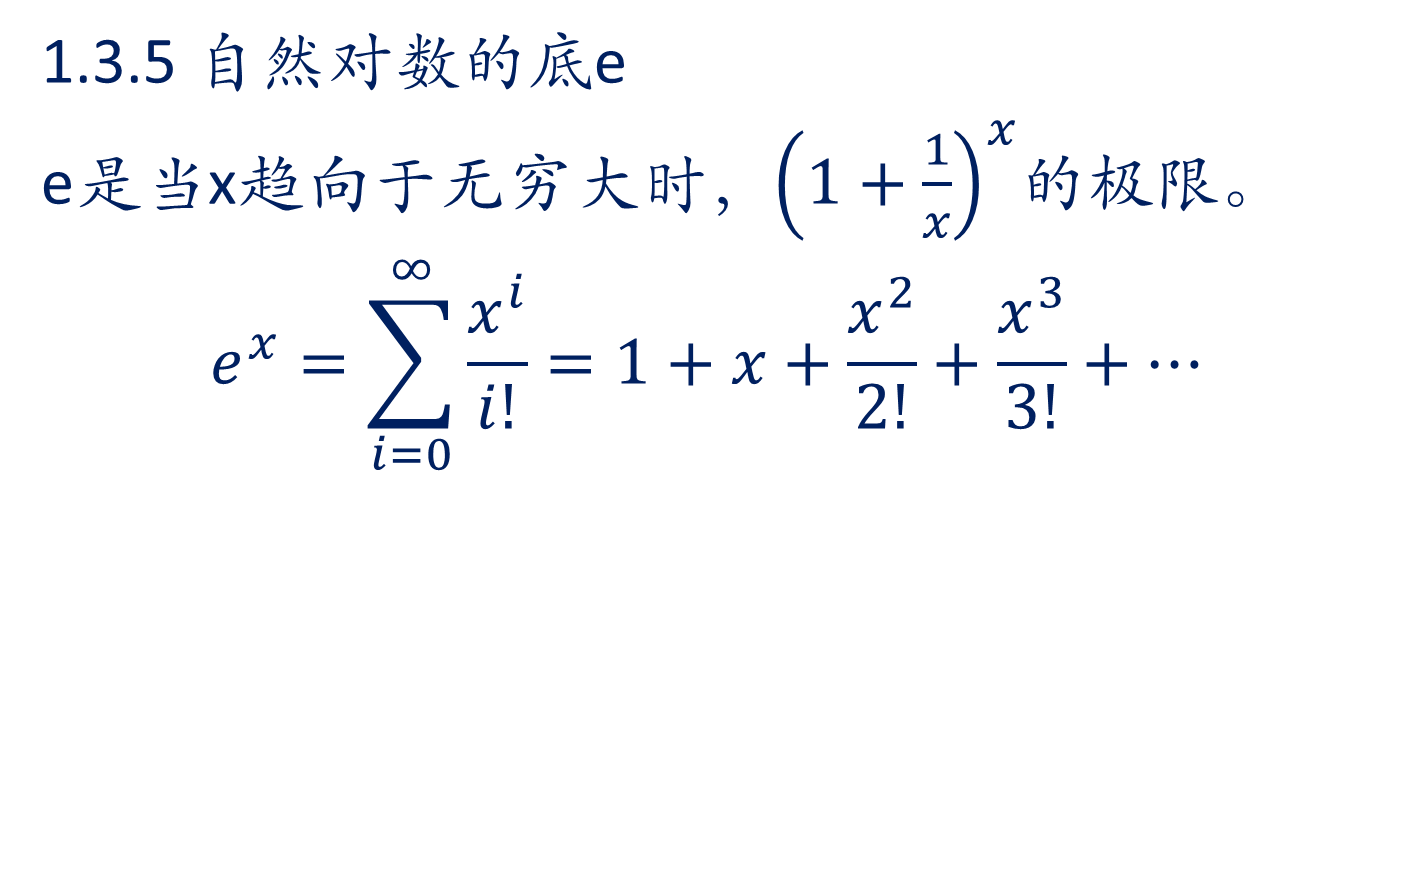 1.3.5 自然对数的底e
e是当x趋向于无穷大时，(1 + 1/x)^x 的极限。
e^x = ∑_{i=0}^{∞} x^i/i! = 1 + x + x^2/2! + x^3/3! + ⋯